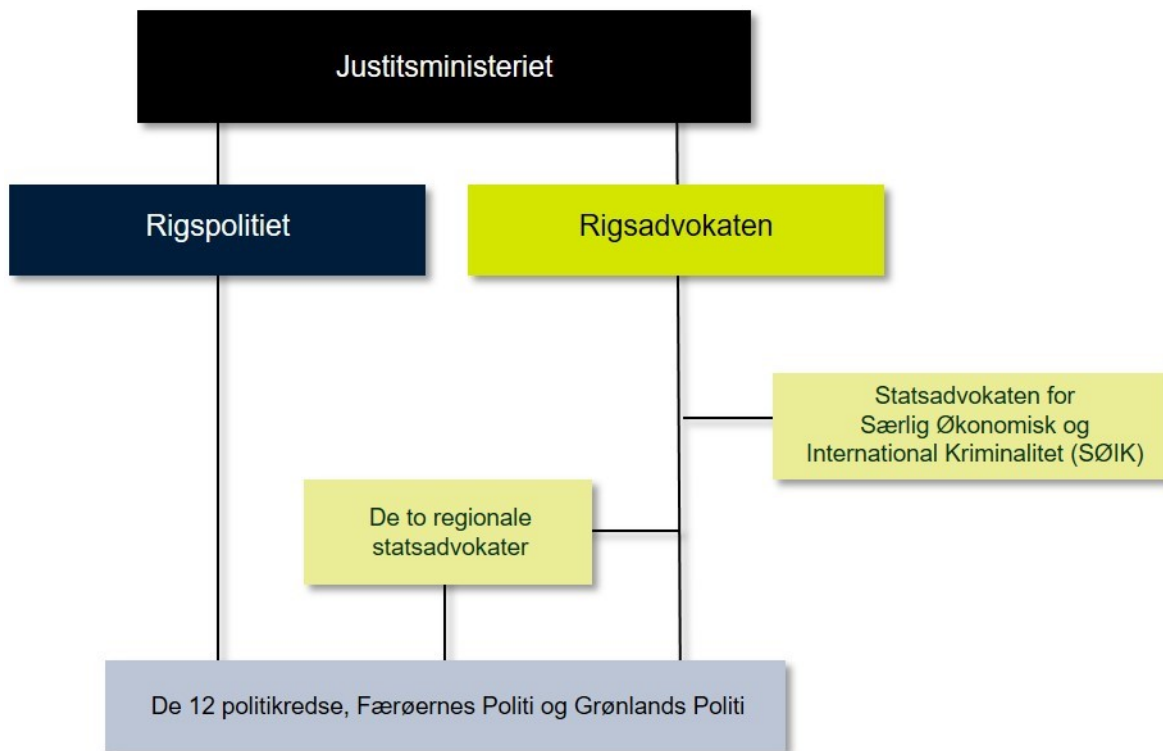 Justitsministeriet
Rigspolitiet
Rigsadvokaten
Statsadvokaten for
Særlig Økonomisk og
International Kriminalitet (SØIK)
De to regionale
statsadvokater
De 12 politikredse, Færøernes Politi og Grønlands Politi